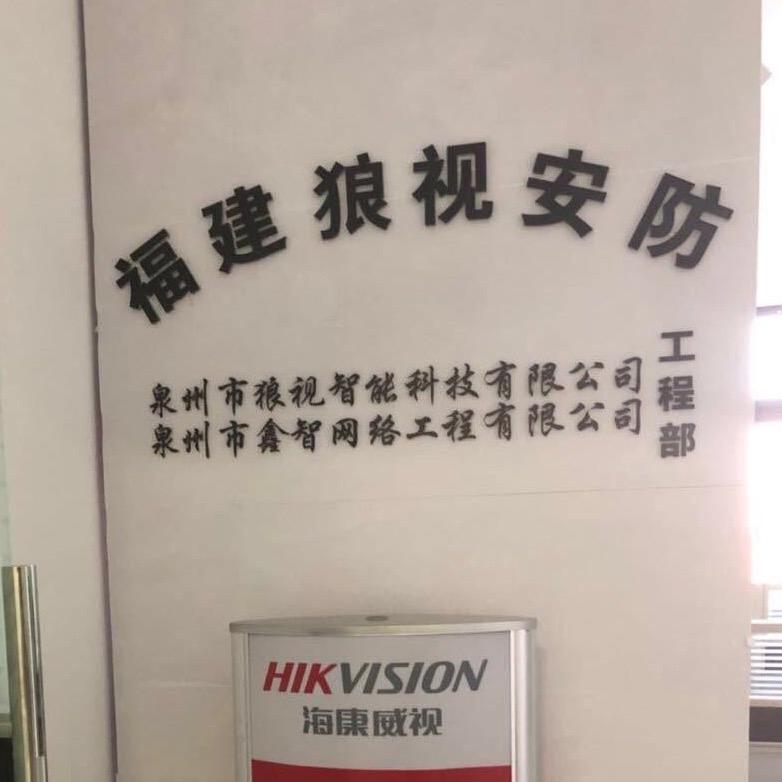 福建狼视安防
泉州市狼视智能科技有限公司
泉州市鑫智网络工程有限公司
工程部
HIKVISION
海康威视